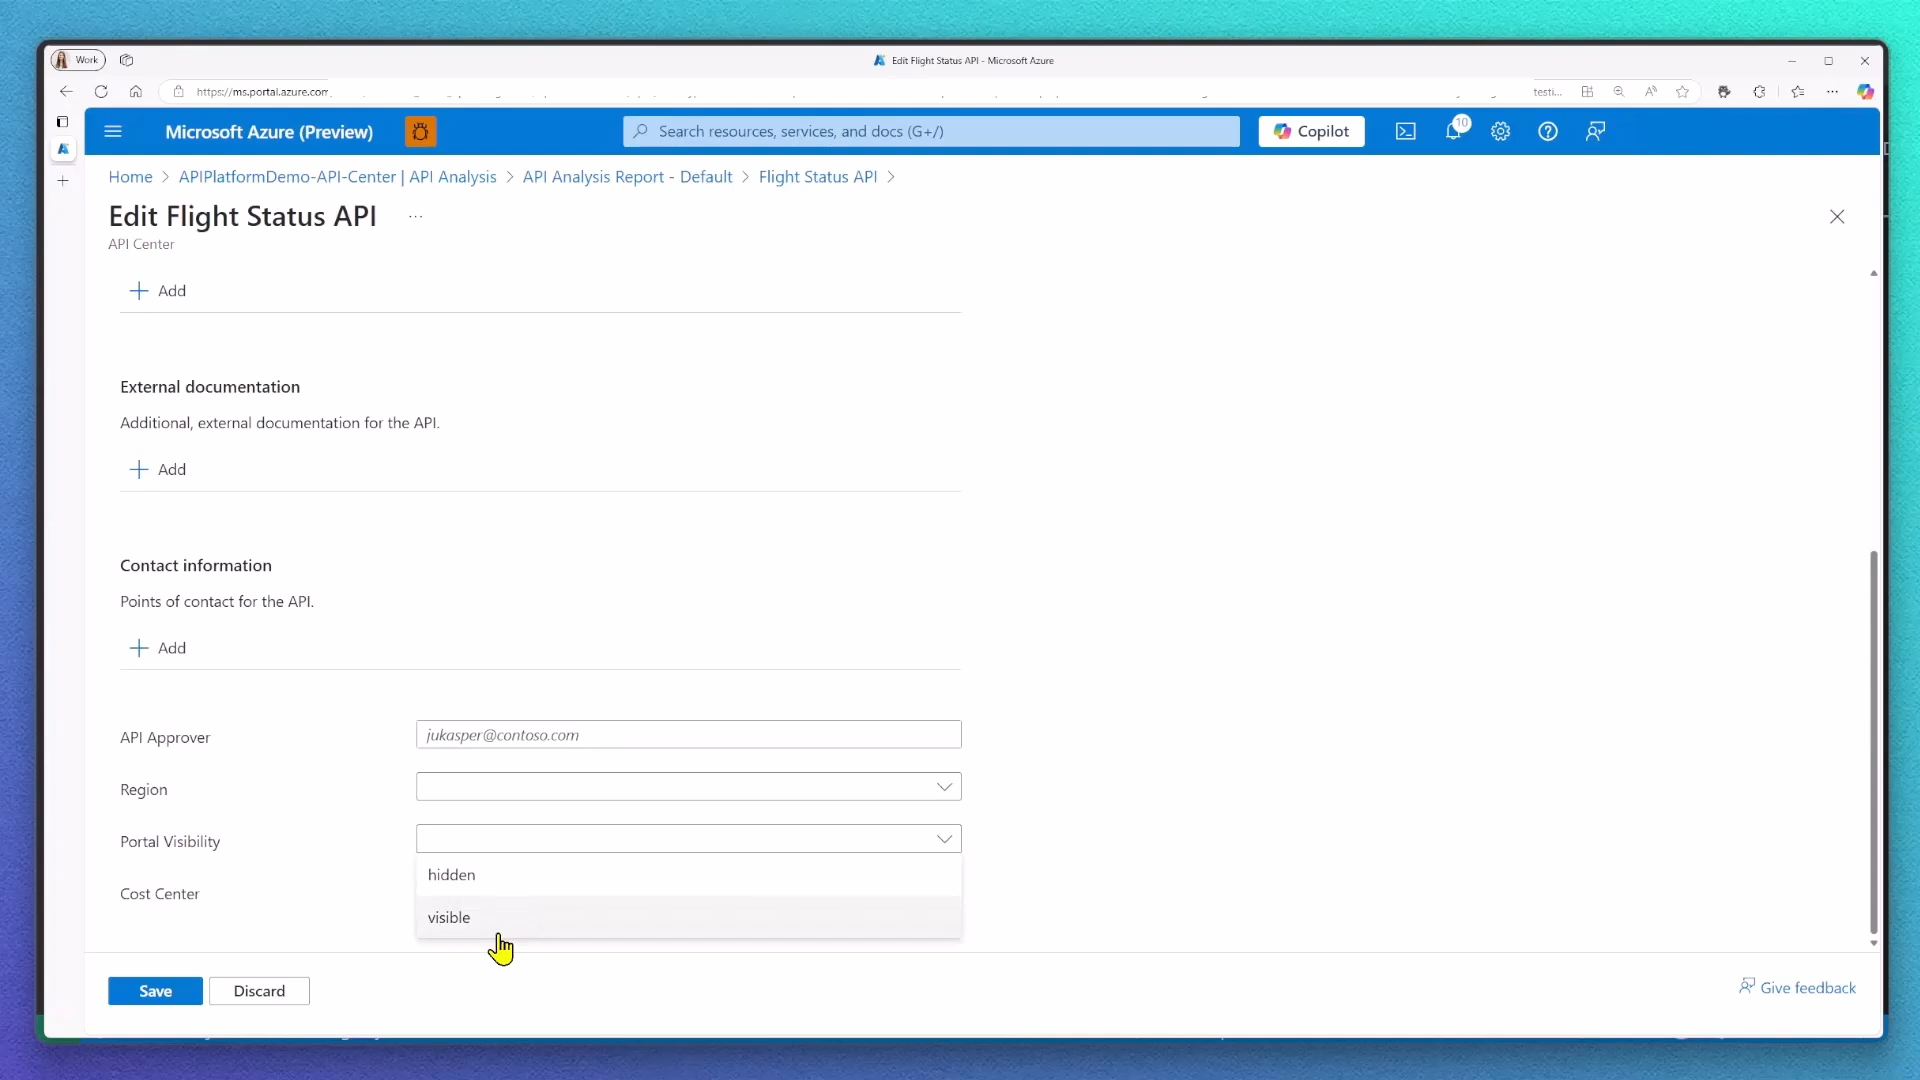 Work
Edit Flight Status API - Microsoft Azure
https://ms.portal.azure.com
testi...
Microsoft Azure (Preview)
Search resources, services, and docs (G+/)
Copilot
10
Home > APIPlatformDemo-API-Center | API Analysis > API Analysis Report - Default > Flight Status API >
Edit Flight Status API ...
API Center
+ Add
External documentation
Additional, external documentation for the API.
+ Add
Contact information
Points of contact for the API.
+ Add
API Approver
jukasper@contoso.com
Region
Portal Visibility
hidden
Cost Center
visible
Save
Discard
Give feedback